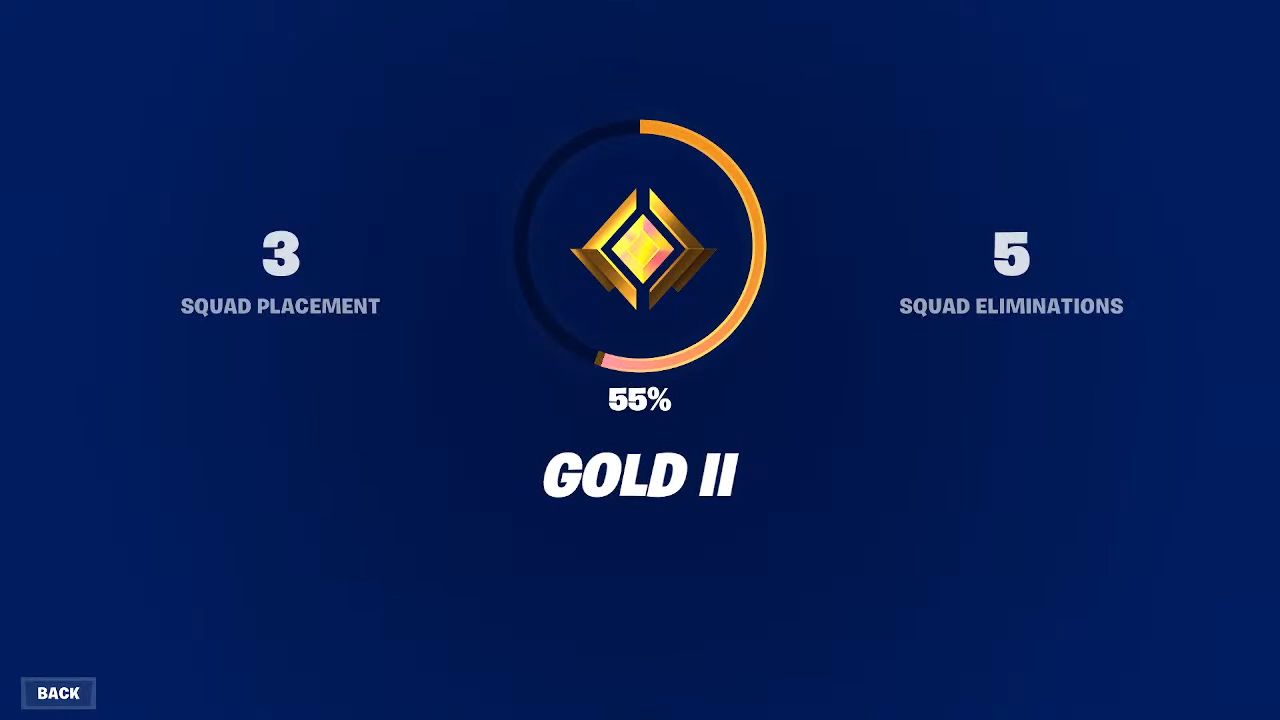 3
SQUAD PLACEMENT
5
SQUAD ELIMINATIONS
55%
GOLD II
BACK